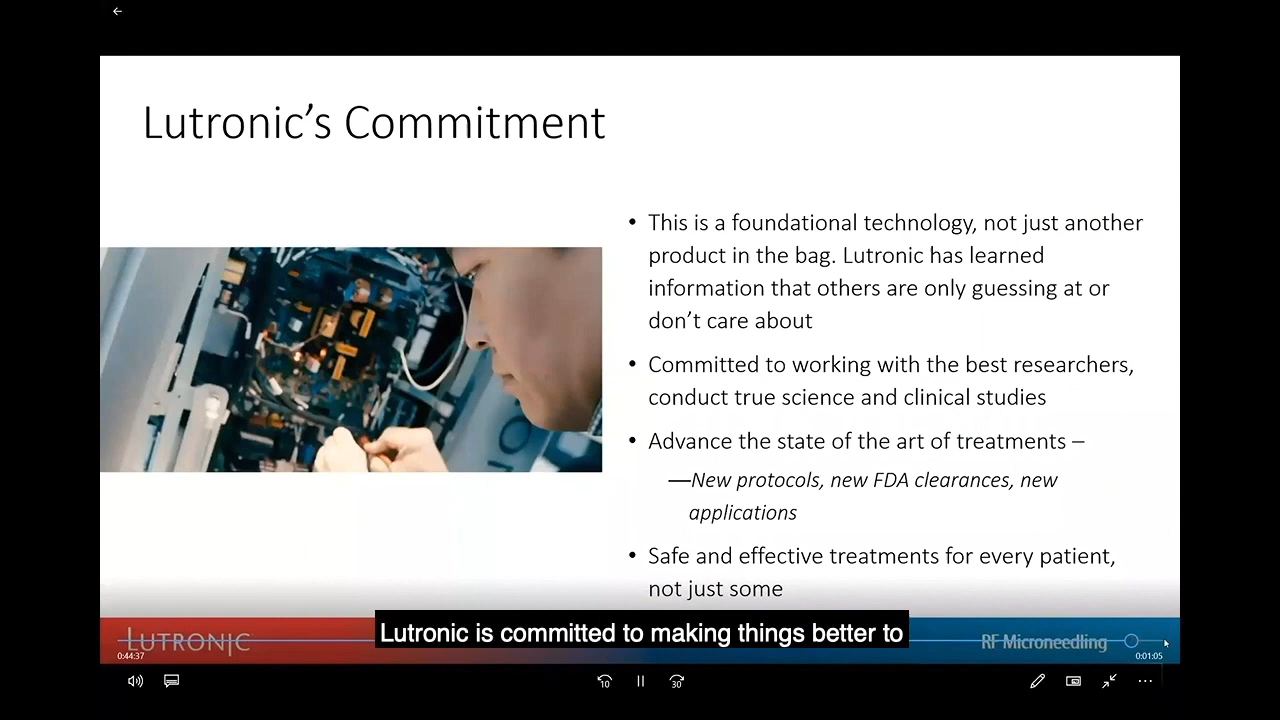 Lutronic’s Commitment
• This is a foundational technology, not just another
product in the bag. Lutronic has learned
information that others are only guessing at or
don’t care about
• Committed to working with the best researchers,
conduct true science and clinical studies
• Advance the state of the art of treatments –
—New protocols, new FDA clearances, new
applications
• Safe and effective treatments for every patient,
not just some
LUTRONIC
Lutronic is committed to making things better to
RF Microneedling
0:44:37
0:01:05
10
30